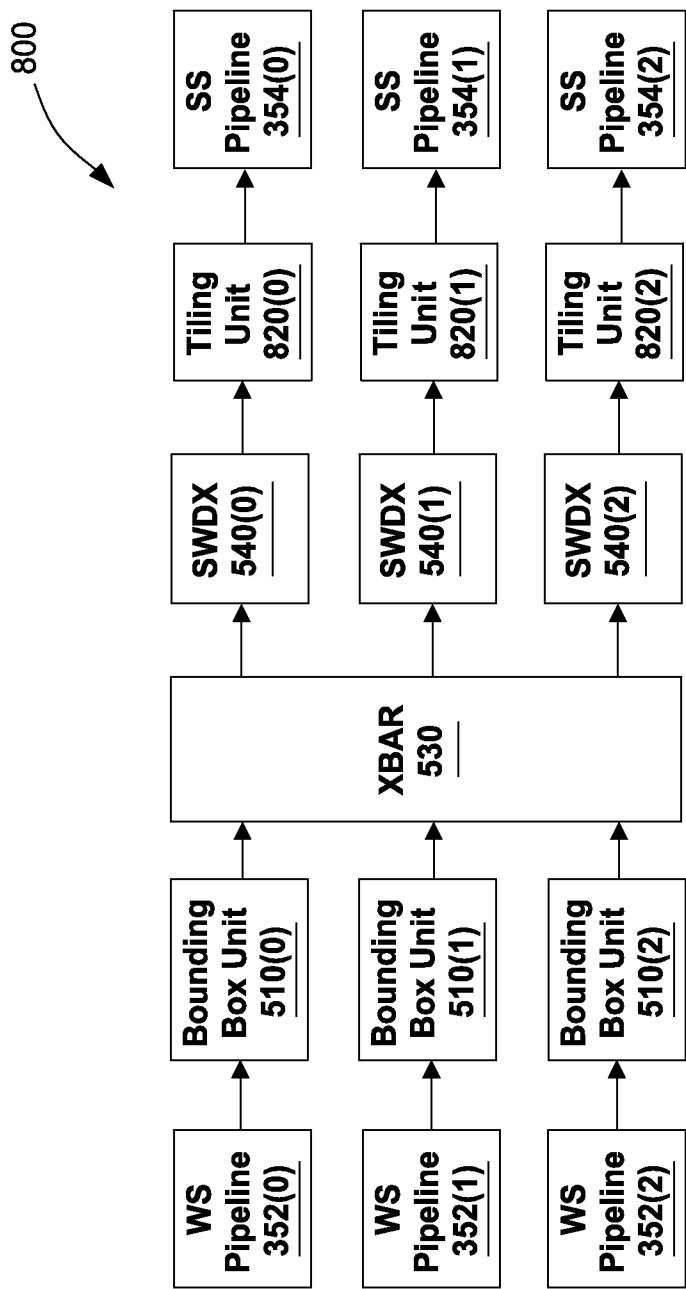 800
WS
Pipeline
352(0)
Bounding
Box Unit
510(0)
SWDX
540(0)
Tiling
Unit
820(0)
SS
Pipeline
354(0)
WS
Pipeline
352(1)
Bounding
Box Unit
510(1)
XBAR
530
SWDX
540(1)
Tiling
Unit
820(1)
SS
Pipeline
354(1)
WS
Pipeline
352(2)
Bounding
Box Unit
510(2)
SWDX
540(2)
Tiling
Unit
820(2)
SS
Pipeline
354(2)